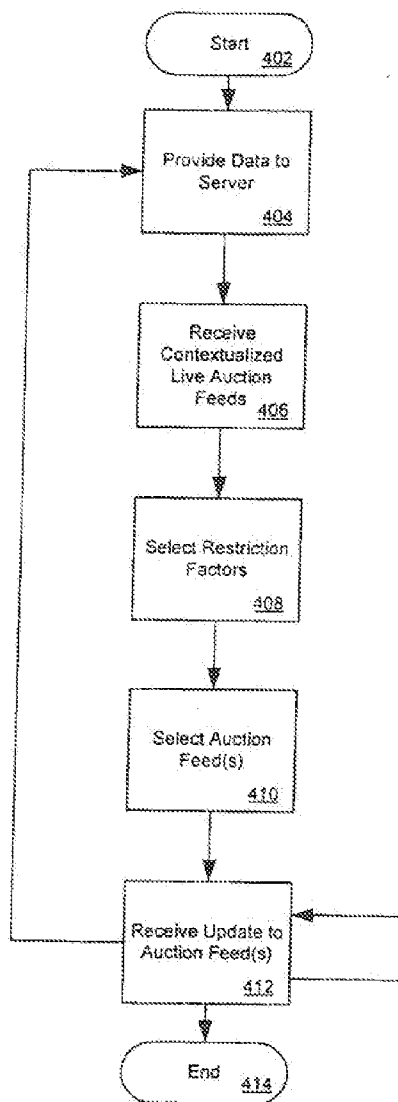 Start
402
Provide Data to
Server
404
Receive
Contextualized
Live Auction
Feeds
406
Select Restriction
Factors
408
Select Auction
Feed(s)
410
Receive Update to
Auction Feed(s)
412
End
414